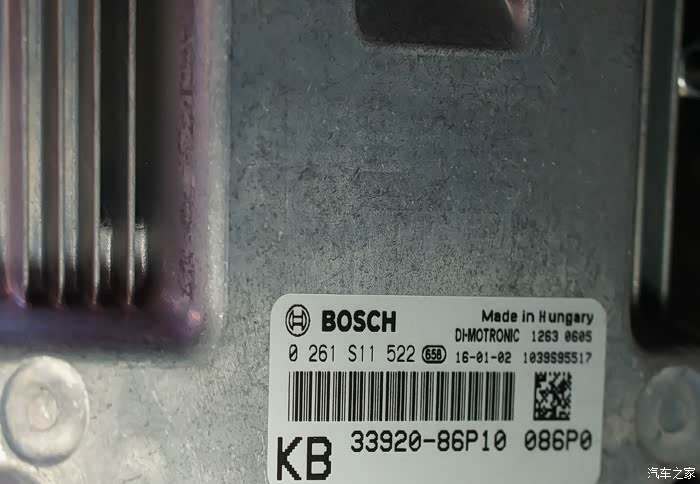 BOSCH Made in Hungary
DI-MOTRONIC 1263 0605
0 261 S11 522 658 16-01-02 1039S95517
KB 33920-86P10 086P0
汽车之家